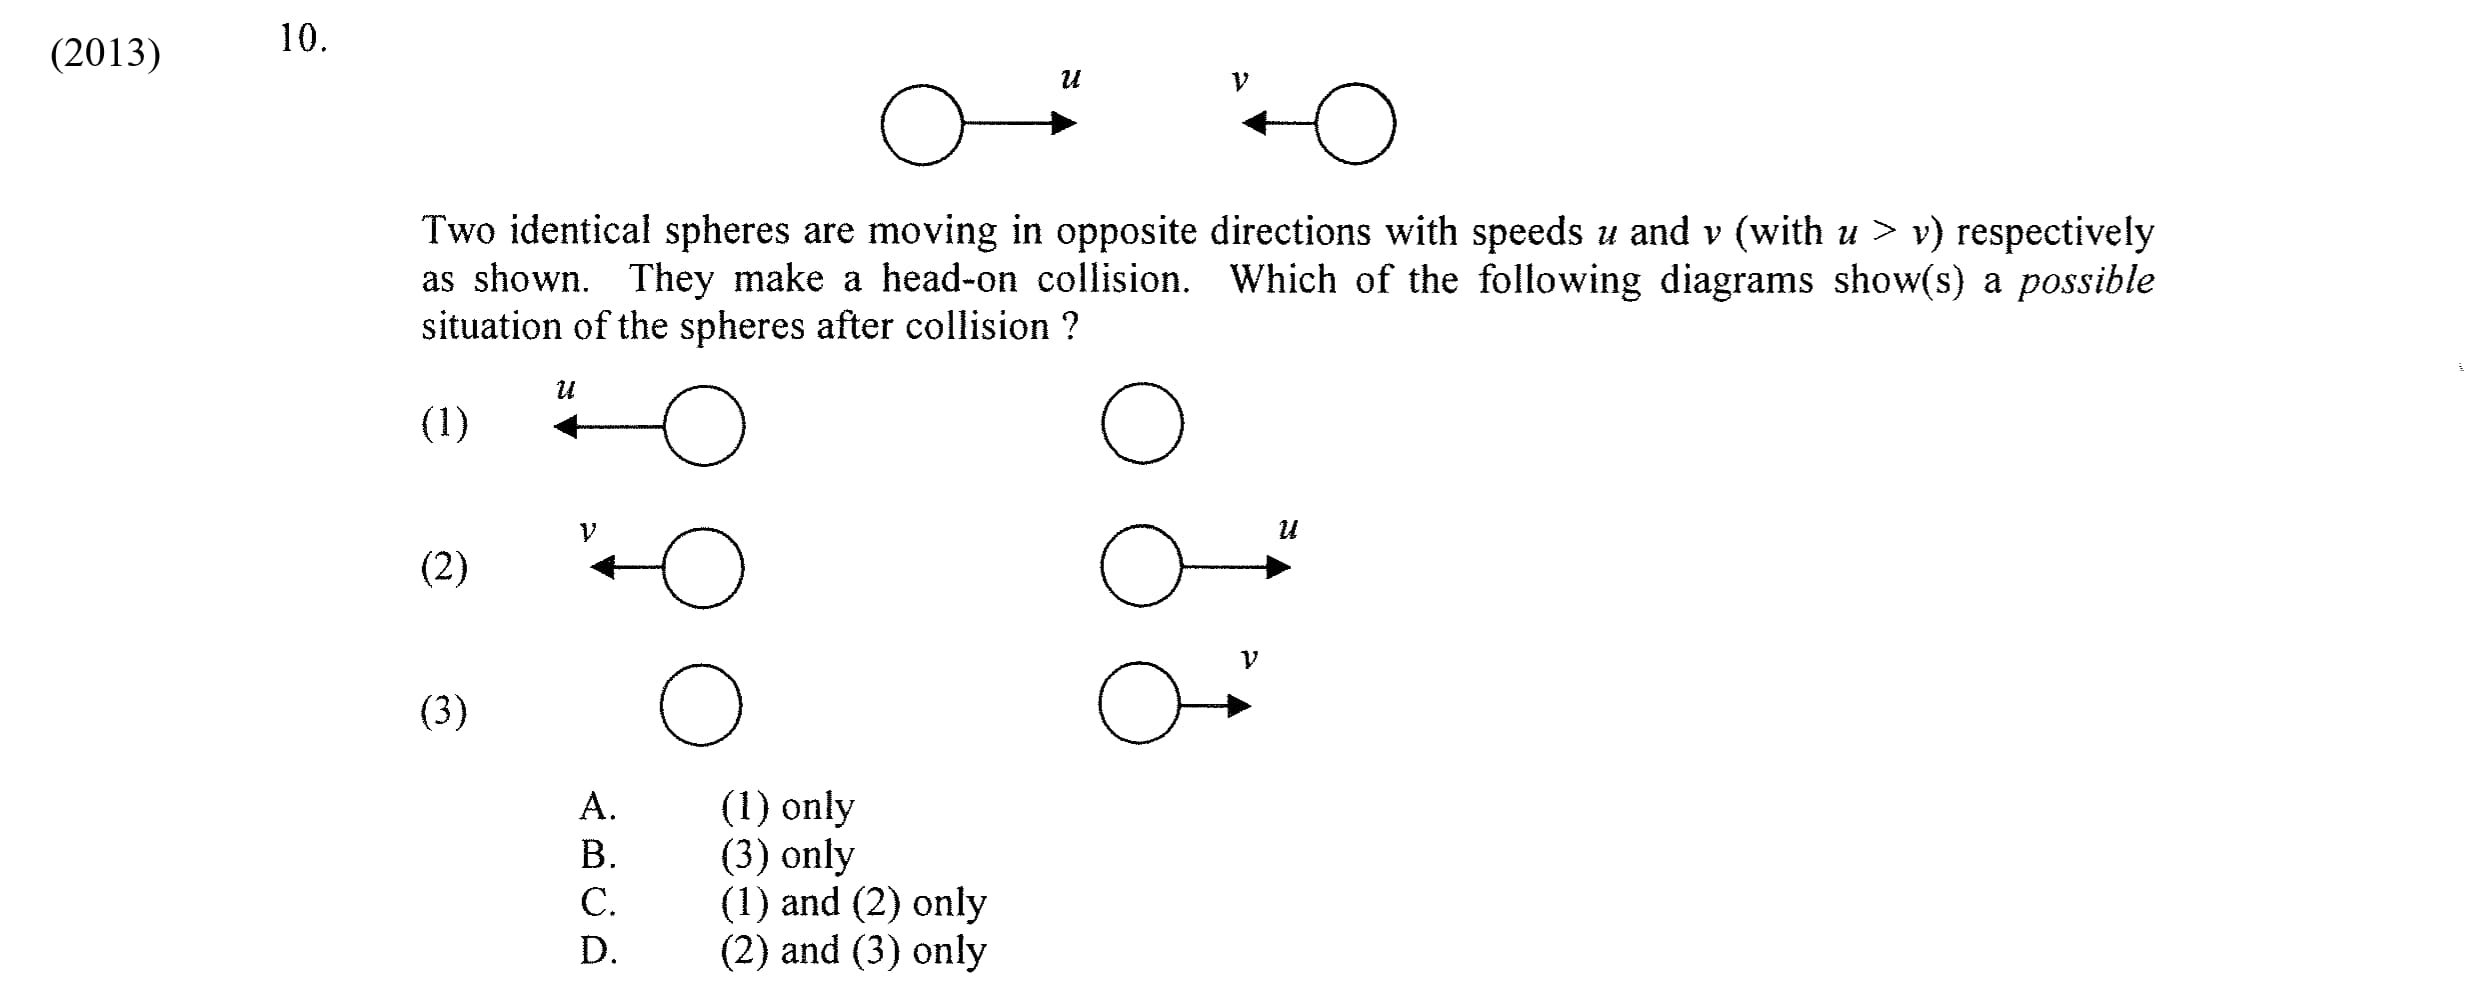 (2013) 10.
u v
Two identical spheres are moving in opposite directions with speeds u and v (with u > v) respectively
as shown. They make a head-on collision. Which of the following diagrams show(s) a possible
situation of the spheres after collision ?
u
(1)
v u
(2)
v
(3)
A. (1) only
B. (3) only
C. (1) and (2) only
D. (2) and (3) only